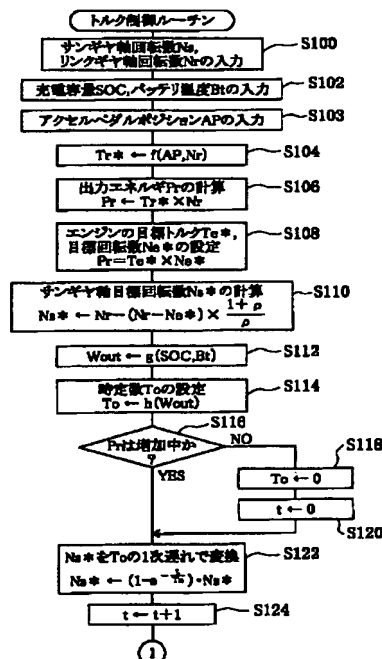 トルク制御ルーチン
S100
サンギヤ軸回転数Ns,
リンクギヤ軸回転数Nrの入力
S102
充電容量SOC,バッテリ温度Btの入力
S103
アクセルペダルポジションAPの入力
S104
Tr* ← f(AP,Nr)
S106
出力エネルギPrの計算
Pr ← Tr*×Nr
S108
エンジンの目標トルクTe*,
目標回転数Ne*の設定
Pr=Te*×Ne*
S110
サンギヤ軸目標回転数Ns*の計算
Ns* ← Nr−(Nr−Ne*)× (1+ρ)/ρ
S112
Wout ← g(SOC,Bt)
S114
時定数Toの設定
To ← h(Wout)
S116
Prは増加中か
?
NO
YES
S118
To ← 0
t ← 0
S120
S122
Ns*をToの1次遅れで変換
Ns* ← (1−e^(−t/To))・Ns*
S124
t ← t+1
1